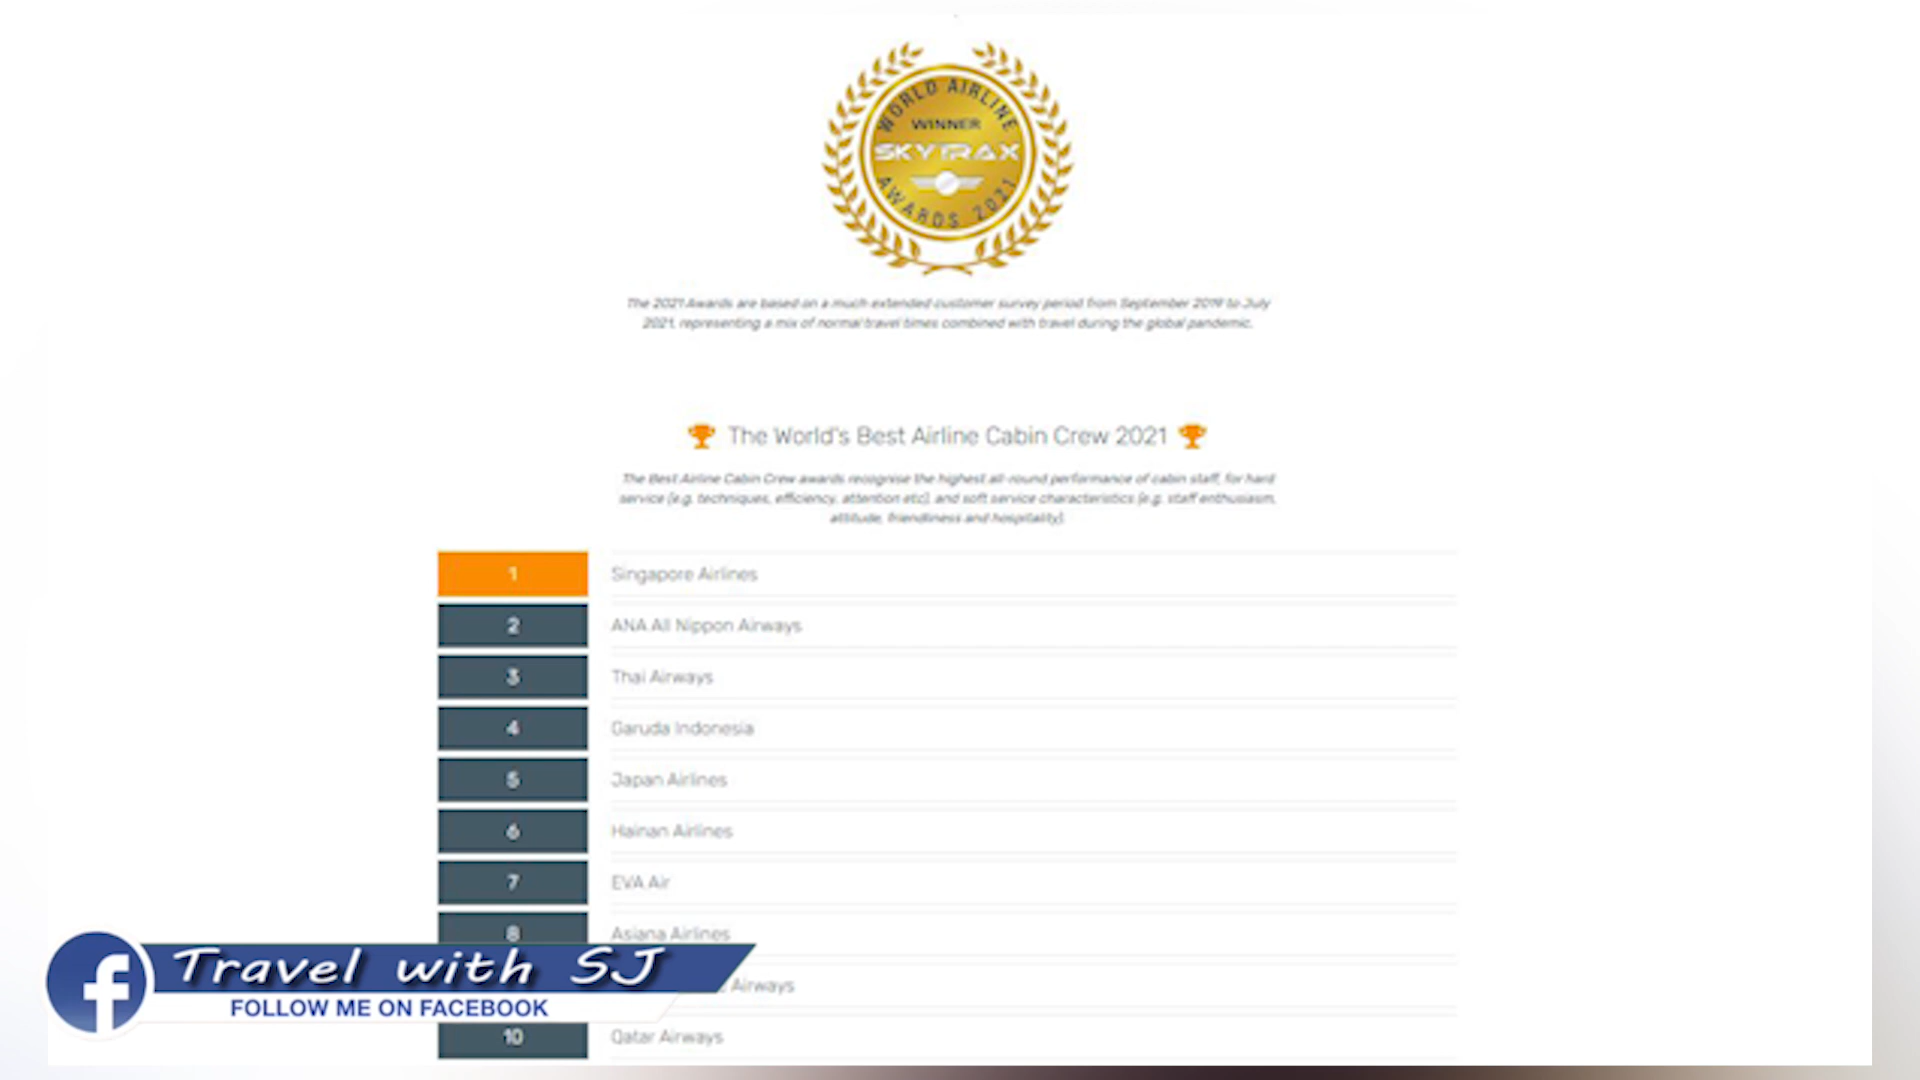 WORLD AIRLINE
WINNER
SKYTRAX
AWARDS 2021
The 2021 Awards are based on a much extended customer survey period from September 2019 to July
2021, representing a mix of normal travel times combined with travel during the global pandemic.
The World's Best Airline Cabin Crew 2021
The Best Airline Cabin Crew awards recognise the highest all-round performance of cabin staff, for hard
service (e.g. techniques, efficiency, attention etc), and soft service characteristics (e.g. staff enthusiasm,
attitude, friendliness and hospitality).
1 Singapore Airlines
2 ANA All Nippon Airways
3 Thai Airways
4 Garuda Indonesia
5 Japan Airlines
6 Hainan Airlines
7 EVA Air
8 Asiana Airlines
Airways
10 Qatar Airways
f
Travel with SJ
FOLLOW ME ON FACEBOOK